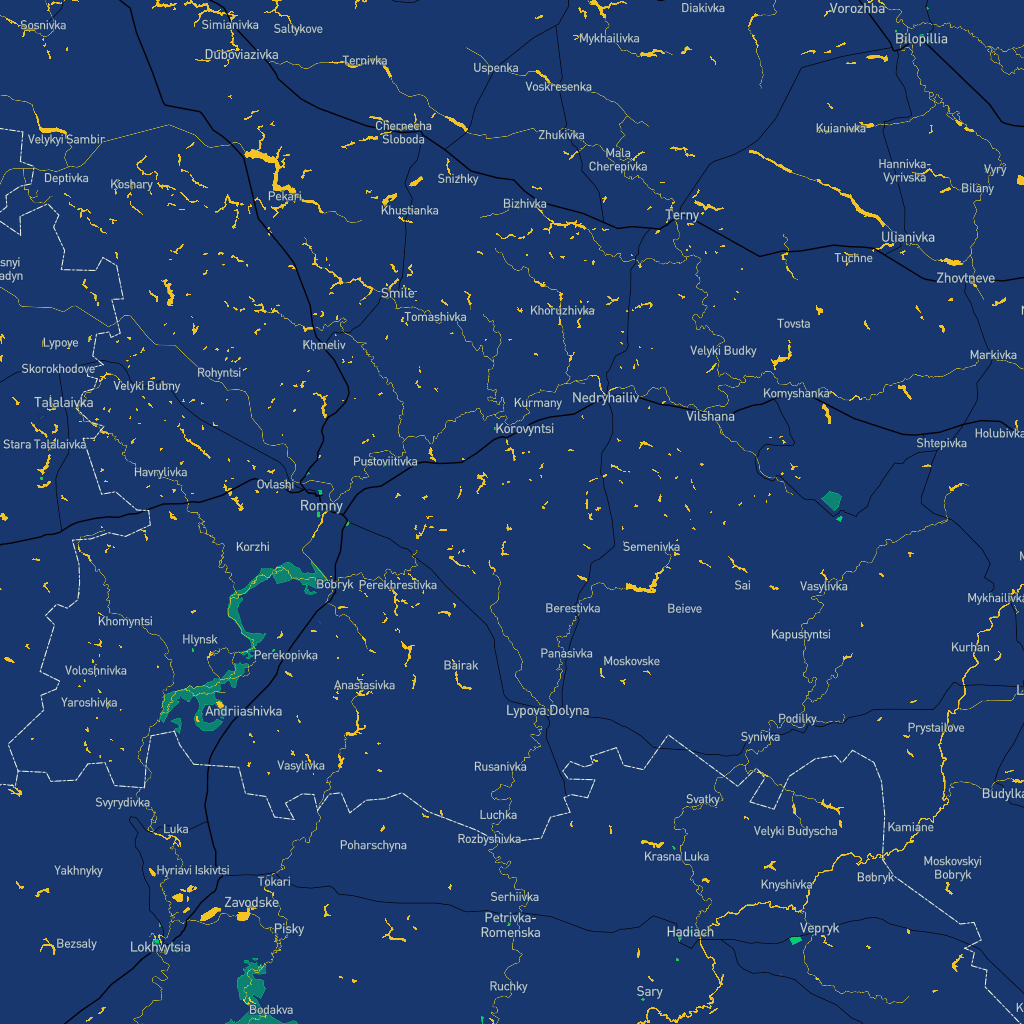 Diakivka
Vorozhba
Sosnivka
Simianivka
Saltykove
Mykhailivka
Bilopillia
Duboviazivka
Ternivka
Uspenka
Voskresenka
Chernecha
Sloboda
Zhukivka
Kuianivka
Velykyi Sambir
Mala
Cherepivka
Hannivka-
Vyrivska
Vyry
Deptivka
Koshary
Snizhky
Bilany
Pekari
Khustianka
Bizhivka
Terny
Ulianivka
Tuchne
snyi
adyn
Zhovtneve
Smile
Tomashivka
Khoruzhivka
Tovsta
Lypove
Khmeliv
Velyki Budky
Markivka
Skorokhodove
Rohyntsi
Velyki Bubny
Komyshanka
Talalaivka
Kurmany
Nedryhailiv
Vilshana
Korovyntsi
Holubivka
Stara Talalaivka
Shtepivka
Pustoviitivka
Havrylivka
Ovlashi
Romny
Korzhi
Semenivka
Bobryk
Perekhrestivka
Sai
Vasylivka
Mykhailivka
Khomyntsi
Berestivka
Beieve
Hlynsk
Kapustyntsi
Perekopivka
Panasivka
Kurhan
Voloshnivka
Bairak
Moskovske
Anastasivka
Yaroshivka
Andriiashivka
Lypova Dolyna
Podilky
Prystailove
Synivka
Vasylivka
Rusanivka
Svyrydivka
Svatky
Budylka
Luchka
Luka
Rozbyshivka
Velyki Budyscha
Kamiane
Poharschyna
Krasna Luka
Moskovskyi
Bobryk
Yakhnyky
Hyriavi Iskivtsi
Tokari
Knyshivka
Bobryk
Zavodske
Serhiivka
Petrivka-
Romenska
Pisky
Hadiach
Vepryk
Bezsaly
Lokhvytsia
Ruchky
Sary
Bodakva